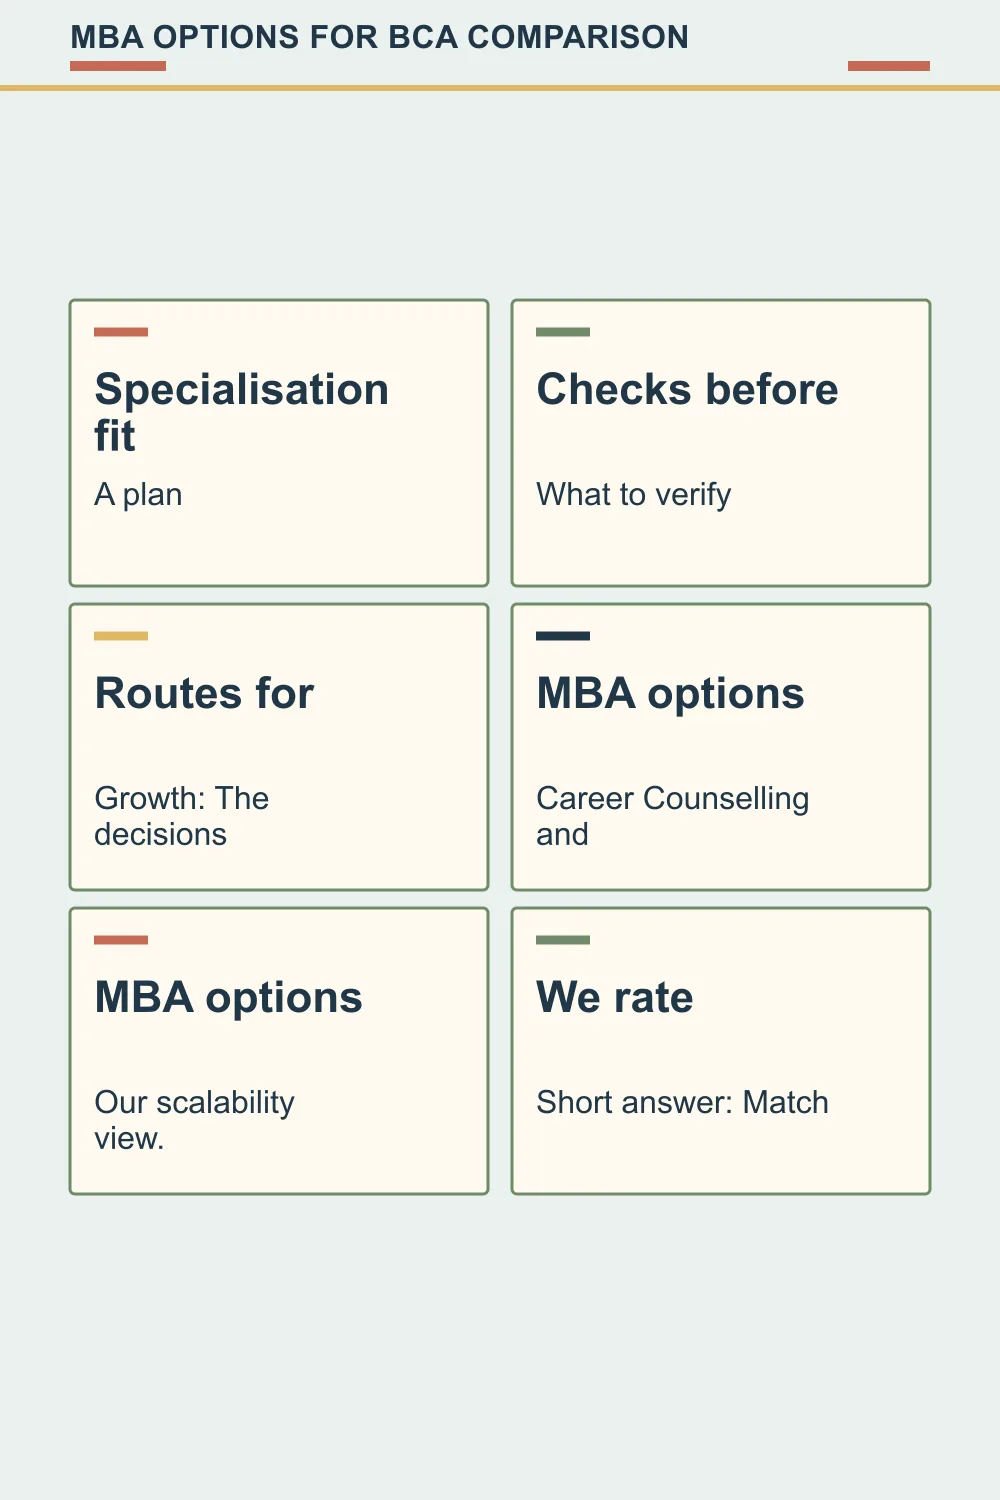 MBA OPTIONS FOR BCA COMPARISON
Specialisation
fit
A plan
Checks before
What to verify
Routes for
Growth: The
decisions
MBA options
Career Counselling
and
MBA options
Our scalability
view.
We rate
Short answer: Match